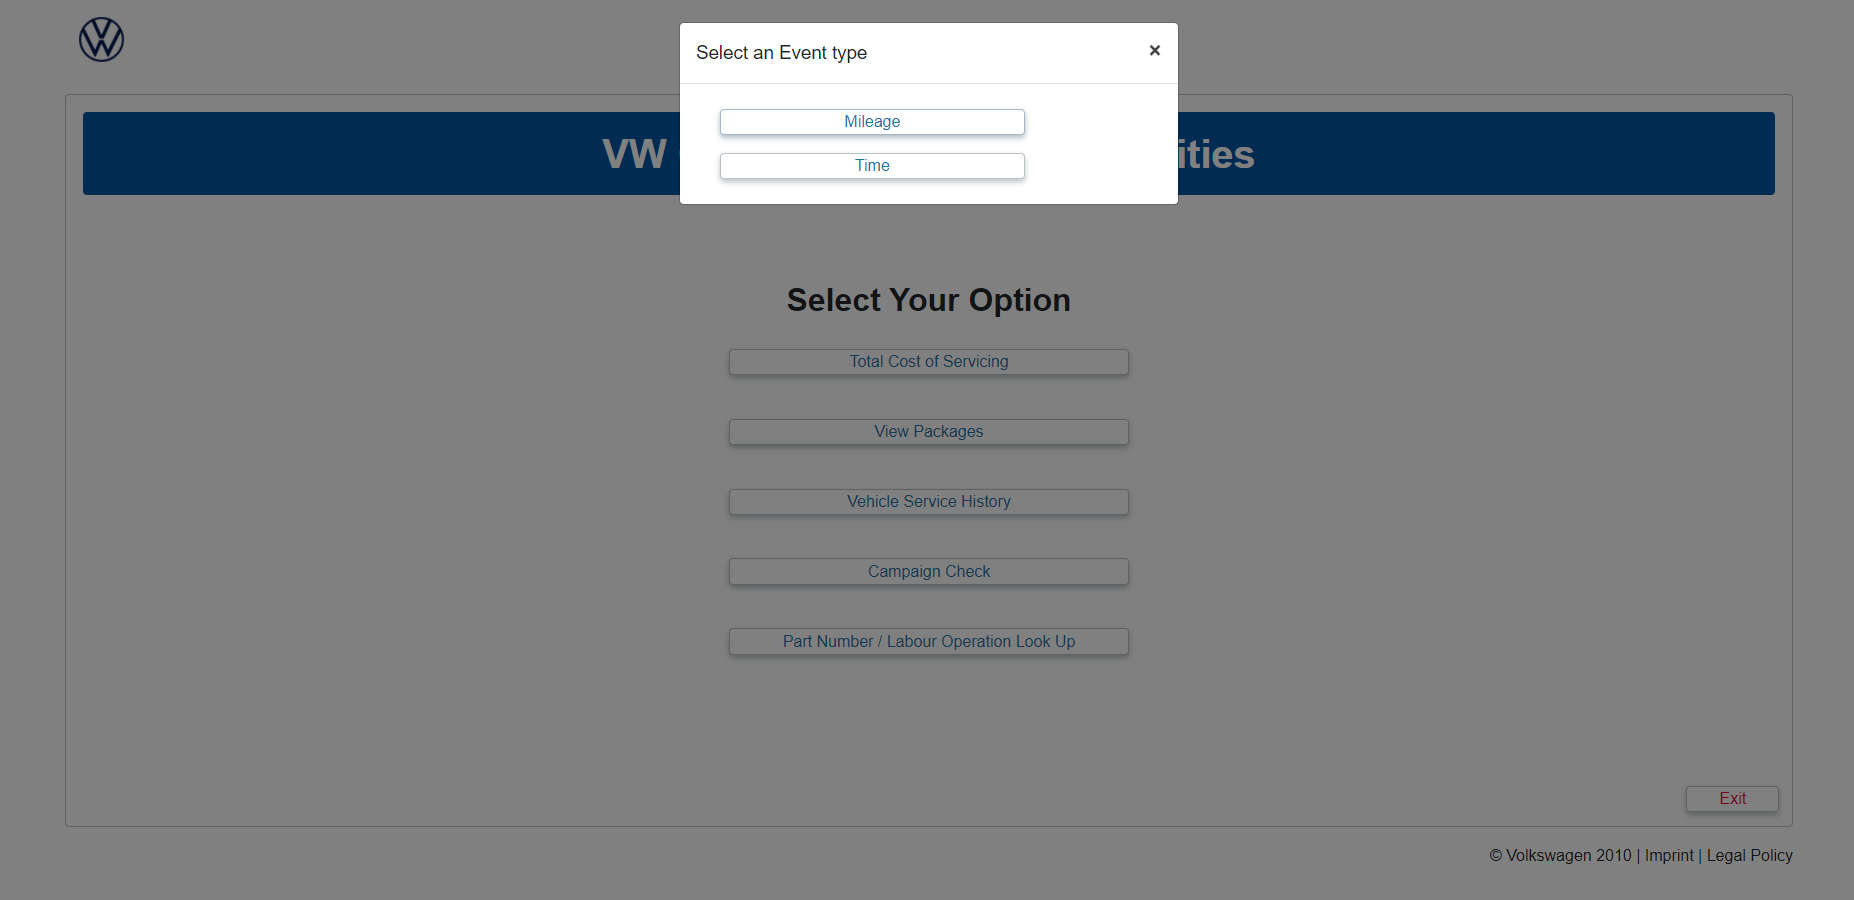 Select an Event type ×
Mileage
Time
VW ities
Select Your Option
Total Cost of Servicing
View Packages
Vehicle Service History
Campaign Check
Part Number / Labour Operation Look Up
Exit
© Volkswagen 2010 | Imprint | Legal Policy